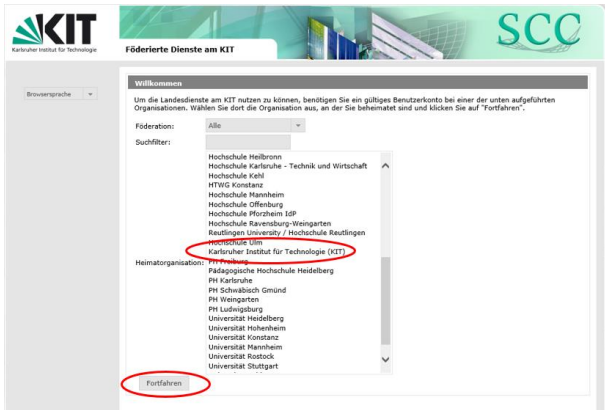 KIT
Karlsruher Institut für Technologie
Föderierte Dienste am KIT
SCC
Browsersprache
Willkommen
Um die Landesdienste am KIT nutzen zu können, benötigen Sie ein gültiges Benutzerkonto bei einer der unten aufgeführten
Organisationen. Wählen Sie dort die Organisation aus, an der Sie beheimatet sind und klicken Sie auf "Fortfahren".
Föderation:
Alle
Suchfilter:
Heimatorganisation:
Hochschule Heilbronn
Hochschule Karlsruhe - Technik und Wirtschaft
Hochschule Kehl
HTWG Konstanz
Hochschule Mannheim
Hochschule Offenburg
Hochschule Pforzheim IdP
Hochschule Ravensburg-Weingarten
Reutlingen University / Hochschule Reutlingen
Hochschule Ulm
Karlsruher Institut für Technologie (KIT)
PH Freiburg
Pädagogische Hochschule Heidelberg
PH Karlsruhe
PH Schwäbisch Gmünd
PH Weingarten
PH Ludwigsburg
Universität Heidelberg
Universität Hohenheim
Universität Konstanz
Universität Mannheim
Universität Rostock
Universität Stuttgart
Fortfahren